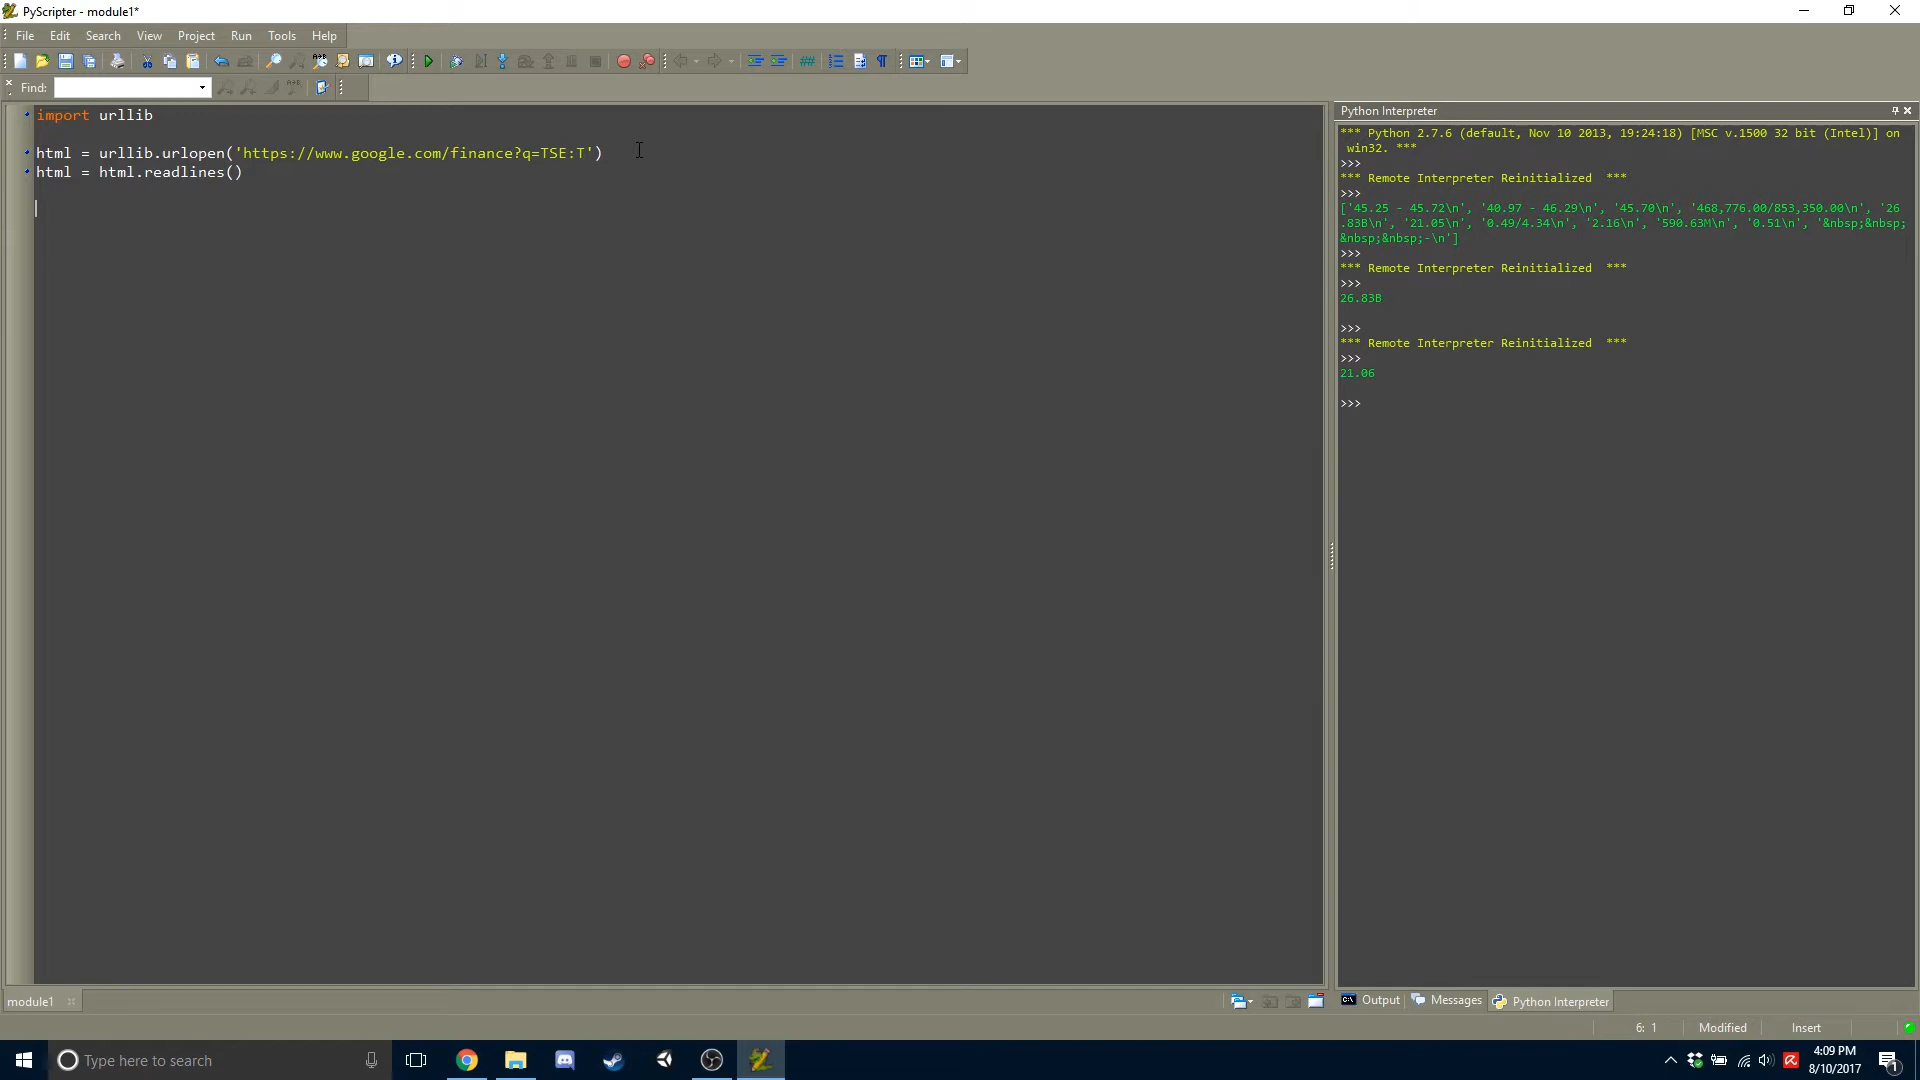 PyScripter - module1*
File Edit Search View Project Run Tools Help
Find:
import urllib
html = urllib.urlopen('https://www.google.com/finance?q=TSE:T')
html = html.readlines()
Python Interpreter
*** Python 2.7.6 (default, Nov 10 2013, 19:24:18) [MSC v.1500 32 bit (Intel)] on
win32. ***
>>>
*** Remote Interpreter Reinitialized ***
>>>
['45.25 - 45.72\n', '40.97 - 46.29\n', '45.70\n', '468,776.00/853,350.00\n', '26
.83B\n', '21.05\n', '0.49/4.34\n', '2.16\n', '590.63M\n', '0.51\n', '&nbsp;&nbsp;
&nbsp;&nbsp;-\n']
>>>
*** Remote Interpreter Reinitialized ***
>>>
26.83B
>>>
*** Remote Interpreter Reinitialized ***
>>>
21.06
>>>
module1
Output Messages Python Interpreter
6: 1 Modified Insert
Type here to search
4:09 PM
8/10/2017
1